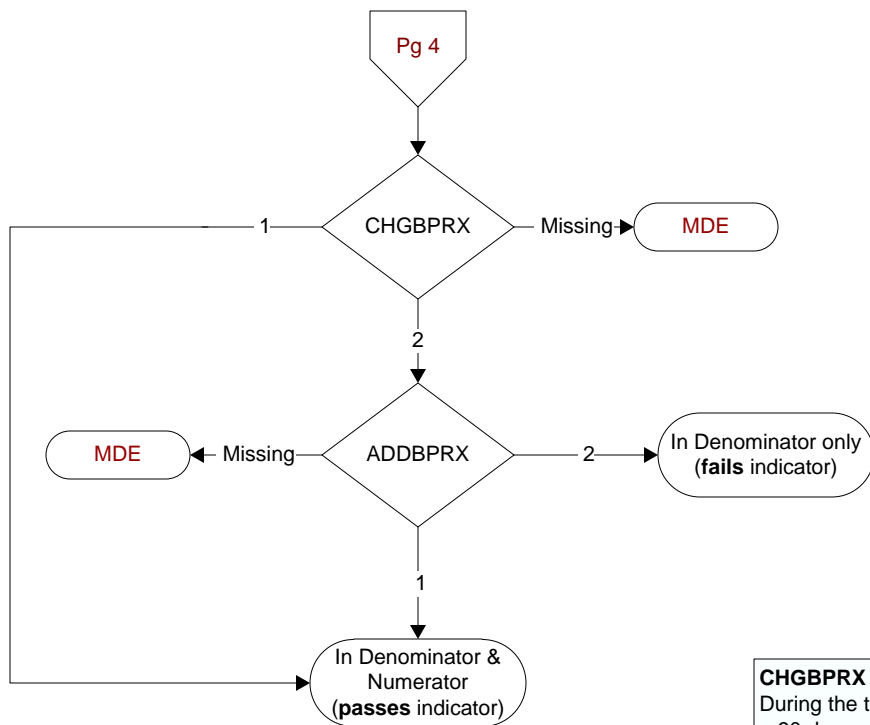 Pg 4
1
CHGBPRX
Missing
MDE
2
MDE
Missing
ADDBPRX
2
In Denominator only
(fails indicator)
1
In Denominator &
Numerator
(passes indicator)
CHGBPRX
During the t